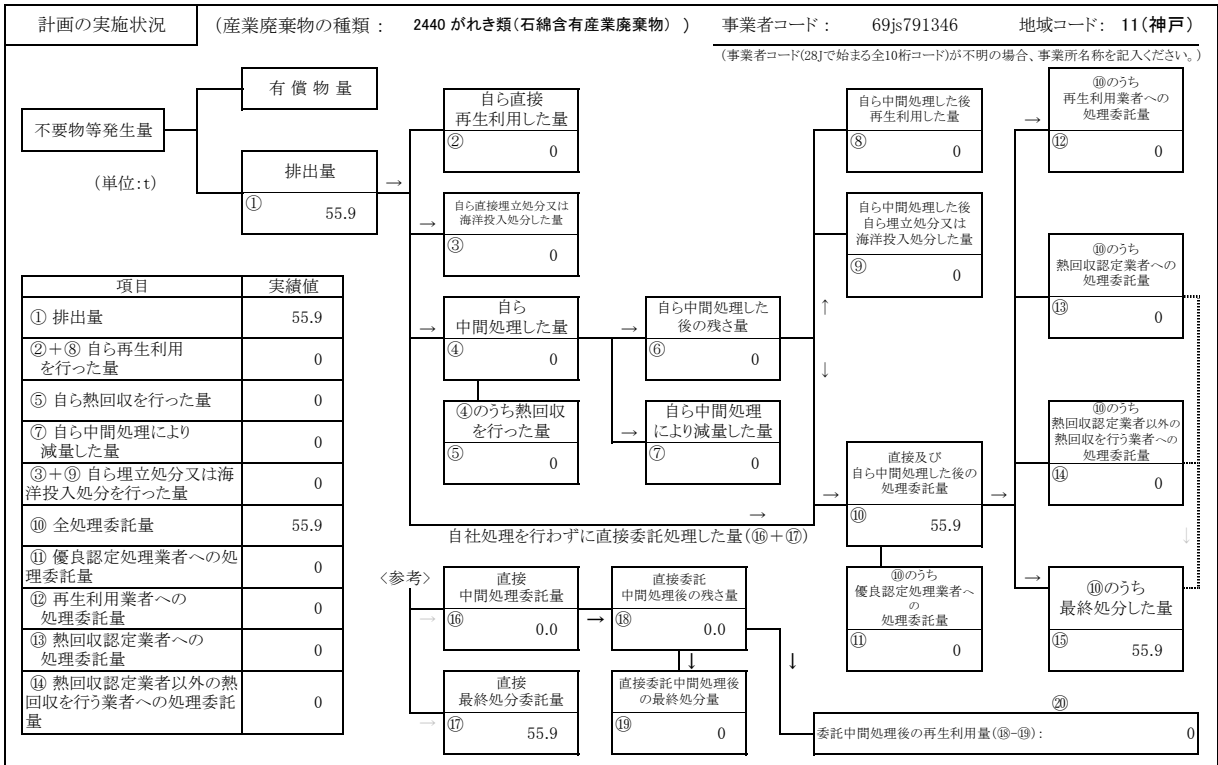 計画の実施状況
(産業廃棄物の種類： 2440 がれき類(石綿含有産業廃棄物) )
事業者コード： 69js791346
地域コード： 11(神戸)
(事業者コード(28Jで始まる全10桁コード)が不明の場合、事業所名称を記入ください。)
不要物等発生量
(単位:t)
有償物量
排出量
→
① 55.9
自ら直接
再生利用した量
② 0
→
自ら直接埋立処分又は
海洋投入処分した量
③ 0
→
自ら
中間処理した量
④ 0
④のうち熱回収
を行った量
⑤ 0
→
自ら中間処理した
後の残さ量
⑥ 0
→
自ら中間処理
により減量した量
⑦ 0
自ら中間処理した後
再生利用した量
⑧ 0
自ら中間処理した後
自ら埋立処分又は
海洋投入処分した量
⑨ 0
↑
↓
→
直接及び
自ら中間処理した後の
処理委託量
⑩ 55.9
→
⑩のうち
優良認定処理業者へ
の
処理委託量
⑪ 0
→
⑩のうち
再生利用業者への
処理委託量
⑫ 0
⑩のうち
熱回収認定業者への
処理委託量
⑬ 0
⑩のうち
熱回収認定業者以外の
熱回収を行う業者への
処理委託量
⑭ 0
↓
→
⑩のうち
最終処分した量
⑮ 55.9
→
自社処理を行わずに直接委託処理した量(⑯＋⑰)
項目 実績値
① 排出量 55.9
②＋⑧ 自ら再生利用
を行った量 0
⑤ 自ら熱回収を行った量 0
⑦ 自ら中間処理により
減量した量 0
③＋⑨ 自ら埋立処分又は海
洋投入処分を行った量 0
⑩ 全処理委託量 55.9
⑪ 優良認定処理業者への処
理委託量 0
⑫ 再生利用業者への
処理委託量 0
⑬ 熱回収認定業者への
処理委託量 0
⑭ 熱回収認定業者以外の熱
回収を行う業者への処理委託
量 0
〈参考〉
直接
中間処理委託量
→ ⑯ 0.0
→
直接委託
中間処理後の残さ量
⑱ 0.0
↓
↓
直接
最終処分委託量
→ ⑰ 55.9
直接委託中間処理後
の最終処分量
⑲ 0
⑳
委託中間処理後の再生利用量(⑱-⑲)： 0